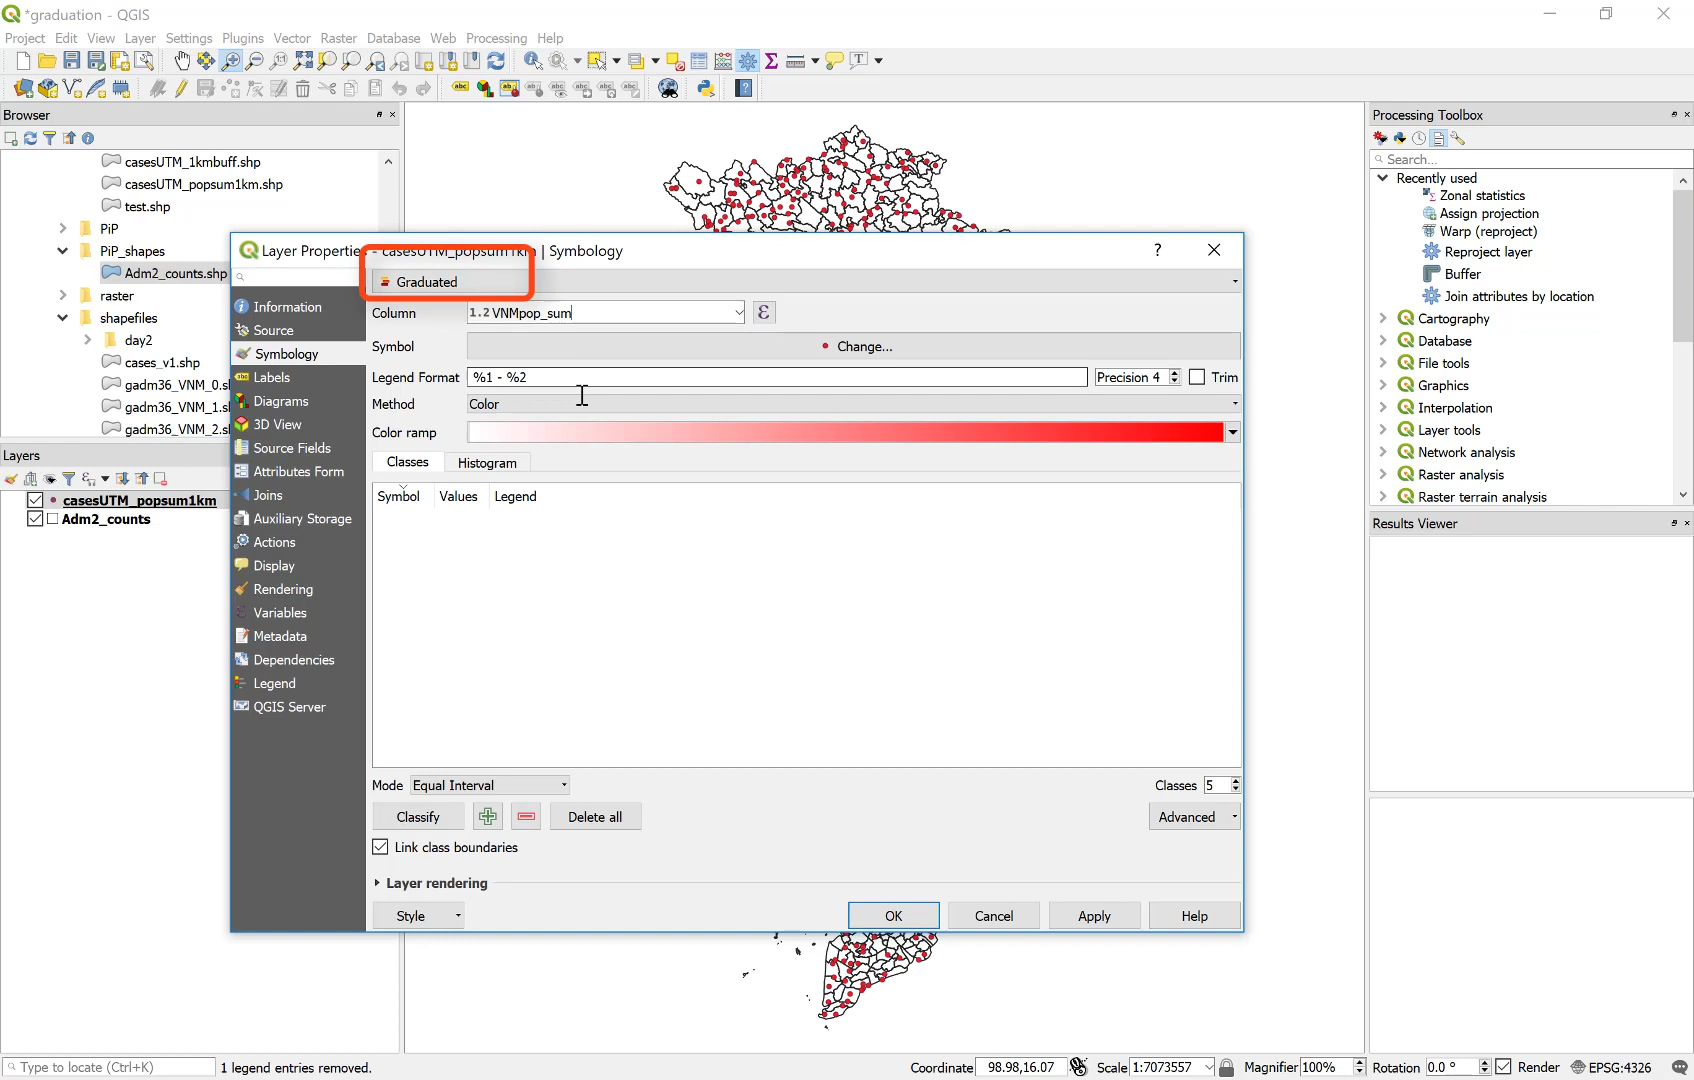 *graduation - QGIS
Project Edit View Layer Settings Plugins Vector Raster Database Web Processing Help
Browser
casesUTM_1kmbuff.shp
casesUTM_popsum1km.shp
test.shp
PiP
PiP_shapes
Adm2_counts.shp
raster
shapefiles
day2
cases_v1.shp
gadm36_VNM_0.sl
gadm36_VNM_1.sl
gadm36_VNM_2.sl
Layers
casesUTM_popsum1km
Adm2_counts
Layer Properties - casesUTM_popsum1km | Symbology
Information
Source
Symbology
Labels
Diagrams
3D View
Source Fields
Attributes Form
Joins
Auxiliary Storage
Actions
Display
Rendering
Variables
Metadata
Dependencies
Legend
QGIS Server
Graduated
Column 1.2 VNMpop_sum ε
Symbol Change...
Legend Format %1 - %2 Precision 4 Trim
Method Color
Color ramp
Classes Histogram
Symbol Values Legend
Mode Equal Interval Classes 5
Classify Delete all Advanced
Link class boundaries
Layer rendering
Style OK Cancel Apply Help
Processing Toolbox
Search...
Recently used
Zonal statistics
Assign projection
Warp (reproject)
Reproject layer
Buffer
Join attributes by location
Cartography
Database
File tools
Graphics
Interpolation
Layer tools
Network analysis
Raster analysis
Raster terrain analysis
Results Viewer
Type to locate (Ctrl+K) 1 legend entries removed. Coordinate 98.98,16.07 Scale 1:7073557 Magnifier 100% Rotation 0.0 ° Render EPSG:4326